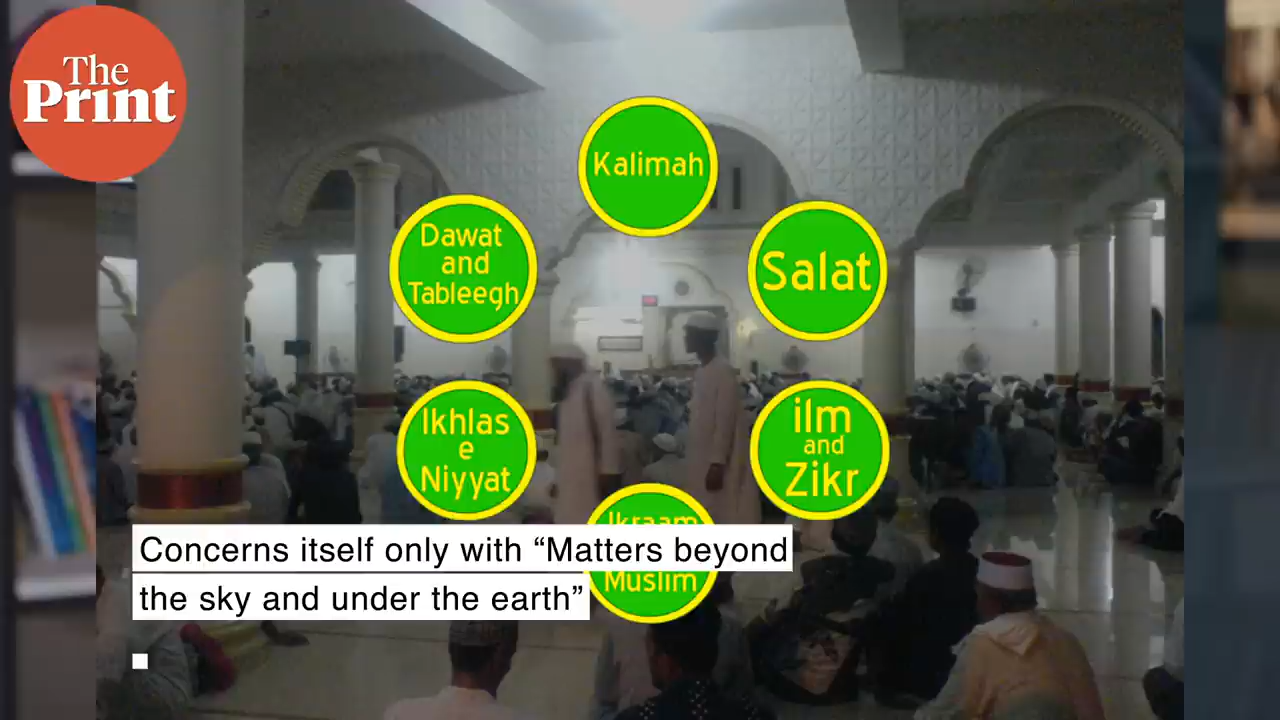 The
Print
Kalimah
Dawat
and
Tableegh
Salat
Ikhlas
e
Niyyat
ilm
and
Zikr
Ikraam
Muslim
Concerns itself only with “Matters beyond
the sky and under the earth”